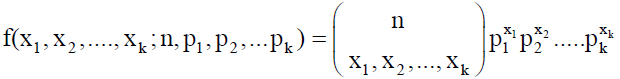 f(x₁, x₂, ...., xₖ; n, p₁, p₂, ...pₖ) = (n / x₁, x₂, ..., xₖ) p₁^x₁ p₂^x₂ .....pₖ^xₖ